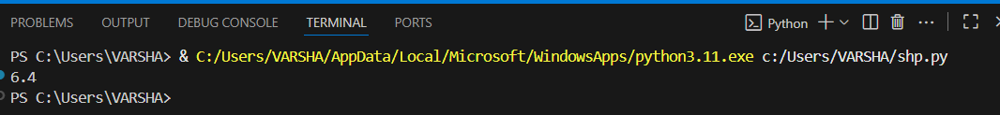 PROBLEMS OUTPUT DEBUG CONSOLE TERMINAL PORTS Python
PS C:\Users\VARSHA> & C:/Users/VARSHA/AppData/Local/Microsoft/WindowsApps/python3.11.exe c:/Users/VARSHA/shp.py
6.4
PS C:\Users\VARSHA>